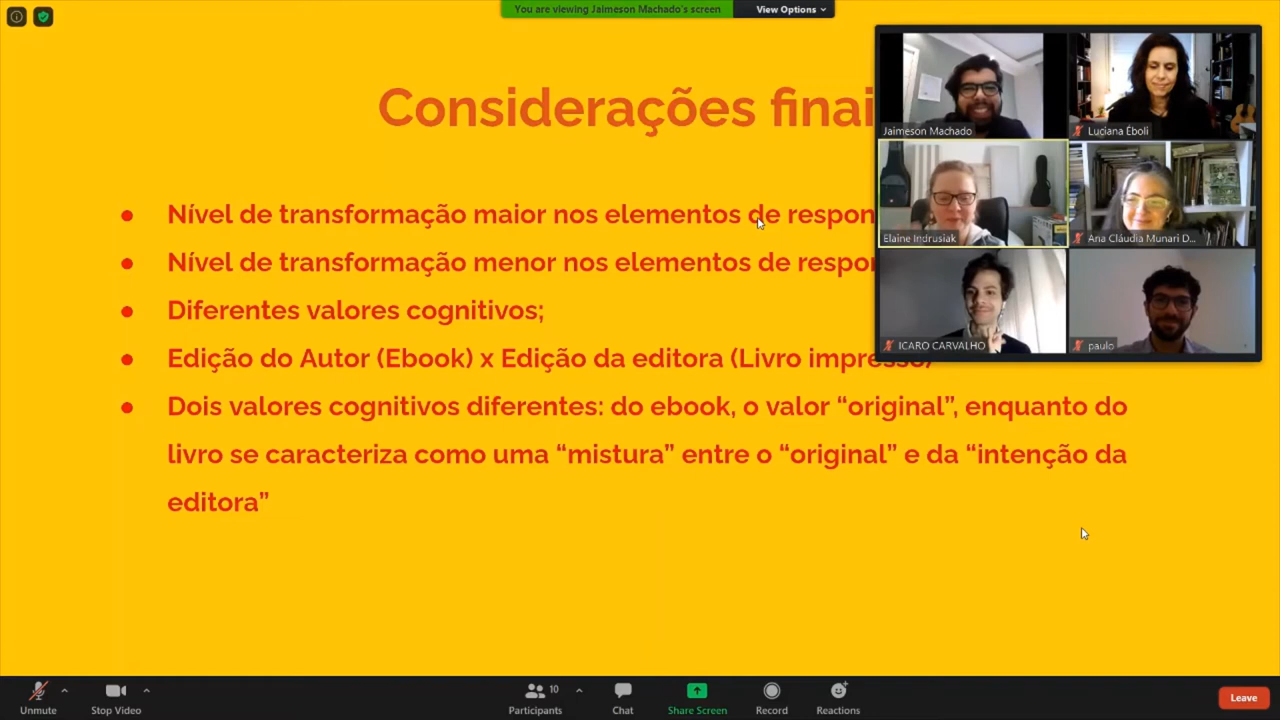 You are viewing Jaimeson Machado's screen
View Options
Considerações finai
Jaimeson Machado
Luciana Éboli
Elaine Indrusiak
Ana Cláudia Munari D...
ICARO CARVALHO
paulo
Nível de transformação maior nos elementos de respon
Nível de transformação menor nos elementos de respon
Diferentes valores cognitivos;
Edição do Autor (Ebook) x Edição da editora (Livro impresso)
Dois valores cognitivos diferentes: do ebook, o valor “original”, enquanto do
livro se caracteriza como uma “mistura” entre o “original” e da “intenção da
editora”
Unmute
Stop Video
Participants
10
Chat
Share Screen
Record
Reactions
Leave